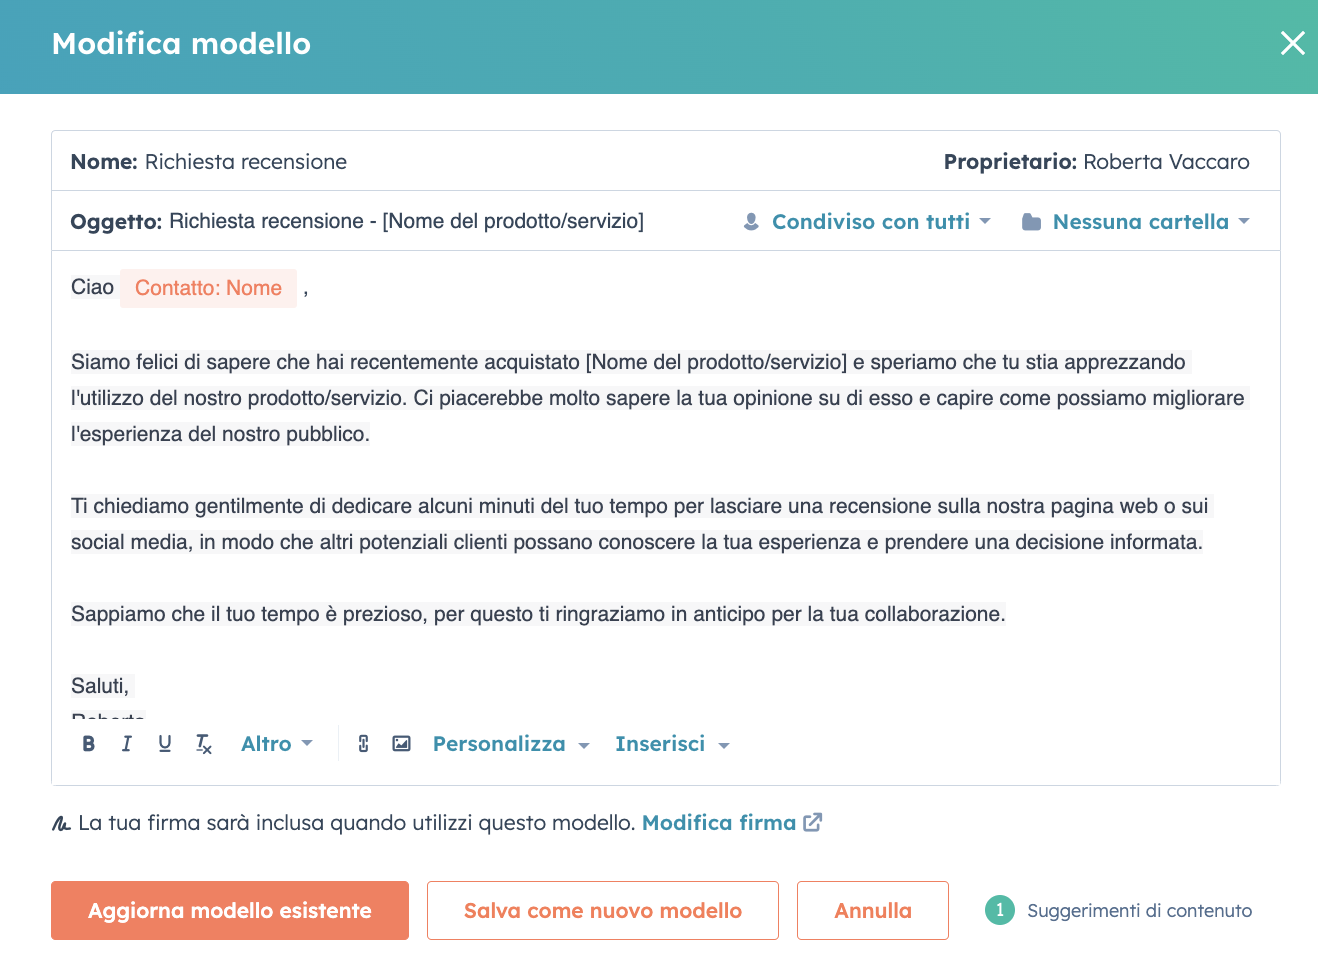 Modifica modello
Nome: Richiesta recensione Proprietario: Roberta Vaccaro
Oggetto: Richiesta recensione - [Nome del prodotto/servizio] Condiviso con tutti Nessuna cartella
Ciao Contatto: Nome ,
Siamo felici di sapere che hai recentemente acquistato [Nome del prodotto/servizio] e speriamo che tu stia apprezzando
l'utilizzo del nostro prodotto/servizio. Ci piacerebbe molto sapere la tua opinione su di esso e capire come possiamo migliorare
l'esperienza del nostro pubblico.
Ti chiediamo gentilmente di dedicare alcuni minuti del tuo tempo per lasciare una recensione sulla nostra pagina web o sui
social media, in modo che altri potenziali clienti possano conoscere la tua esperienza e prendere una decisione informata.
Sappiamo che il tuo tempo è prezioso, per questo ti ringraziamo in anticipo per la tua collaborazione.
Saluti,
Roberta
B I U Tx Altro Personalizza Inserisci
La tua firma sarà inclusa quando utilizzi questo modello. Modifica firma
Aggiorna modello esistente Salva come nuovo modello Annulla 1 Suggerimenti di contenuto